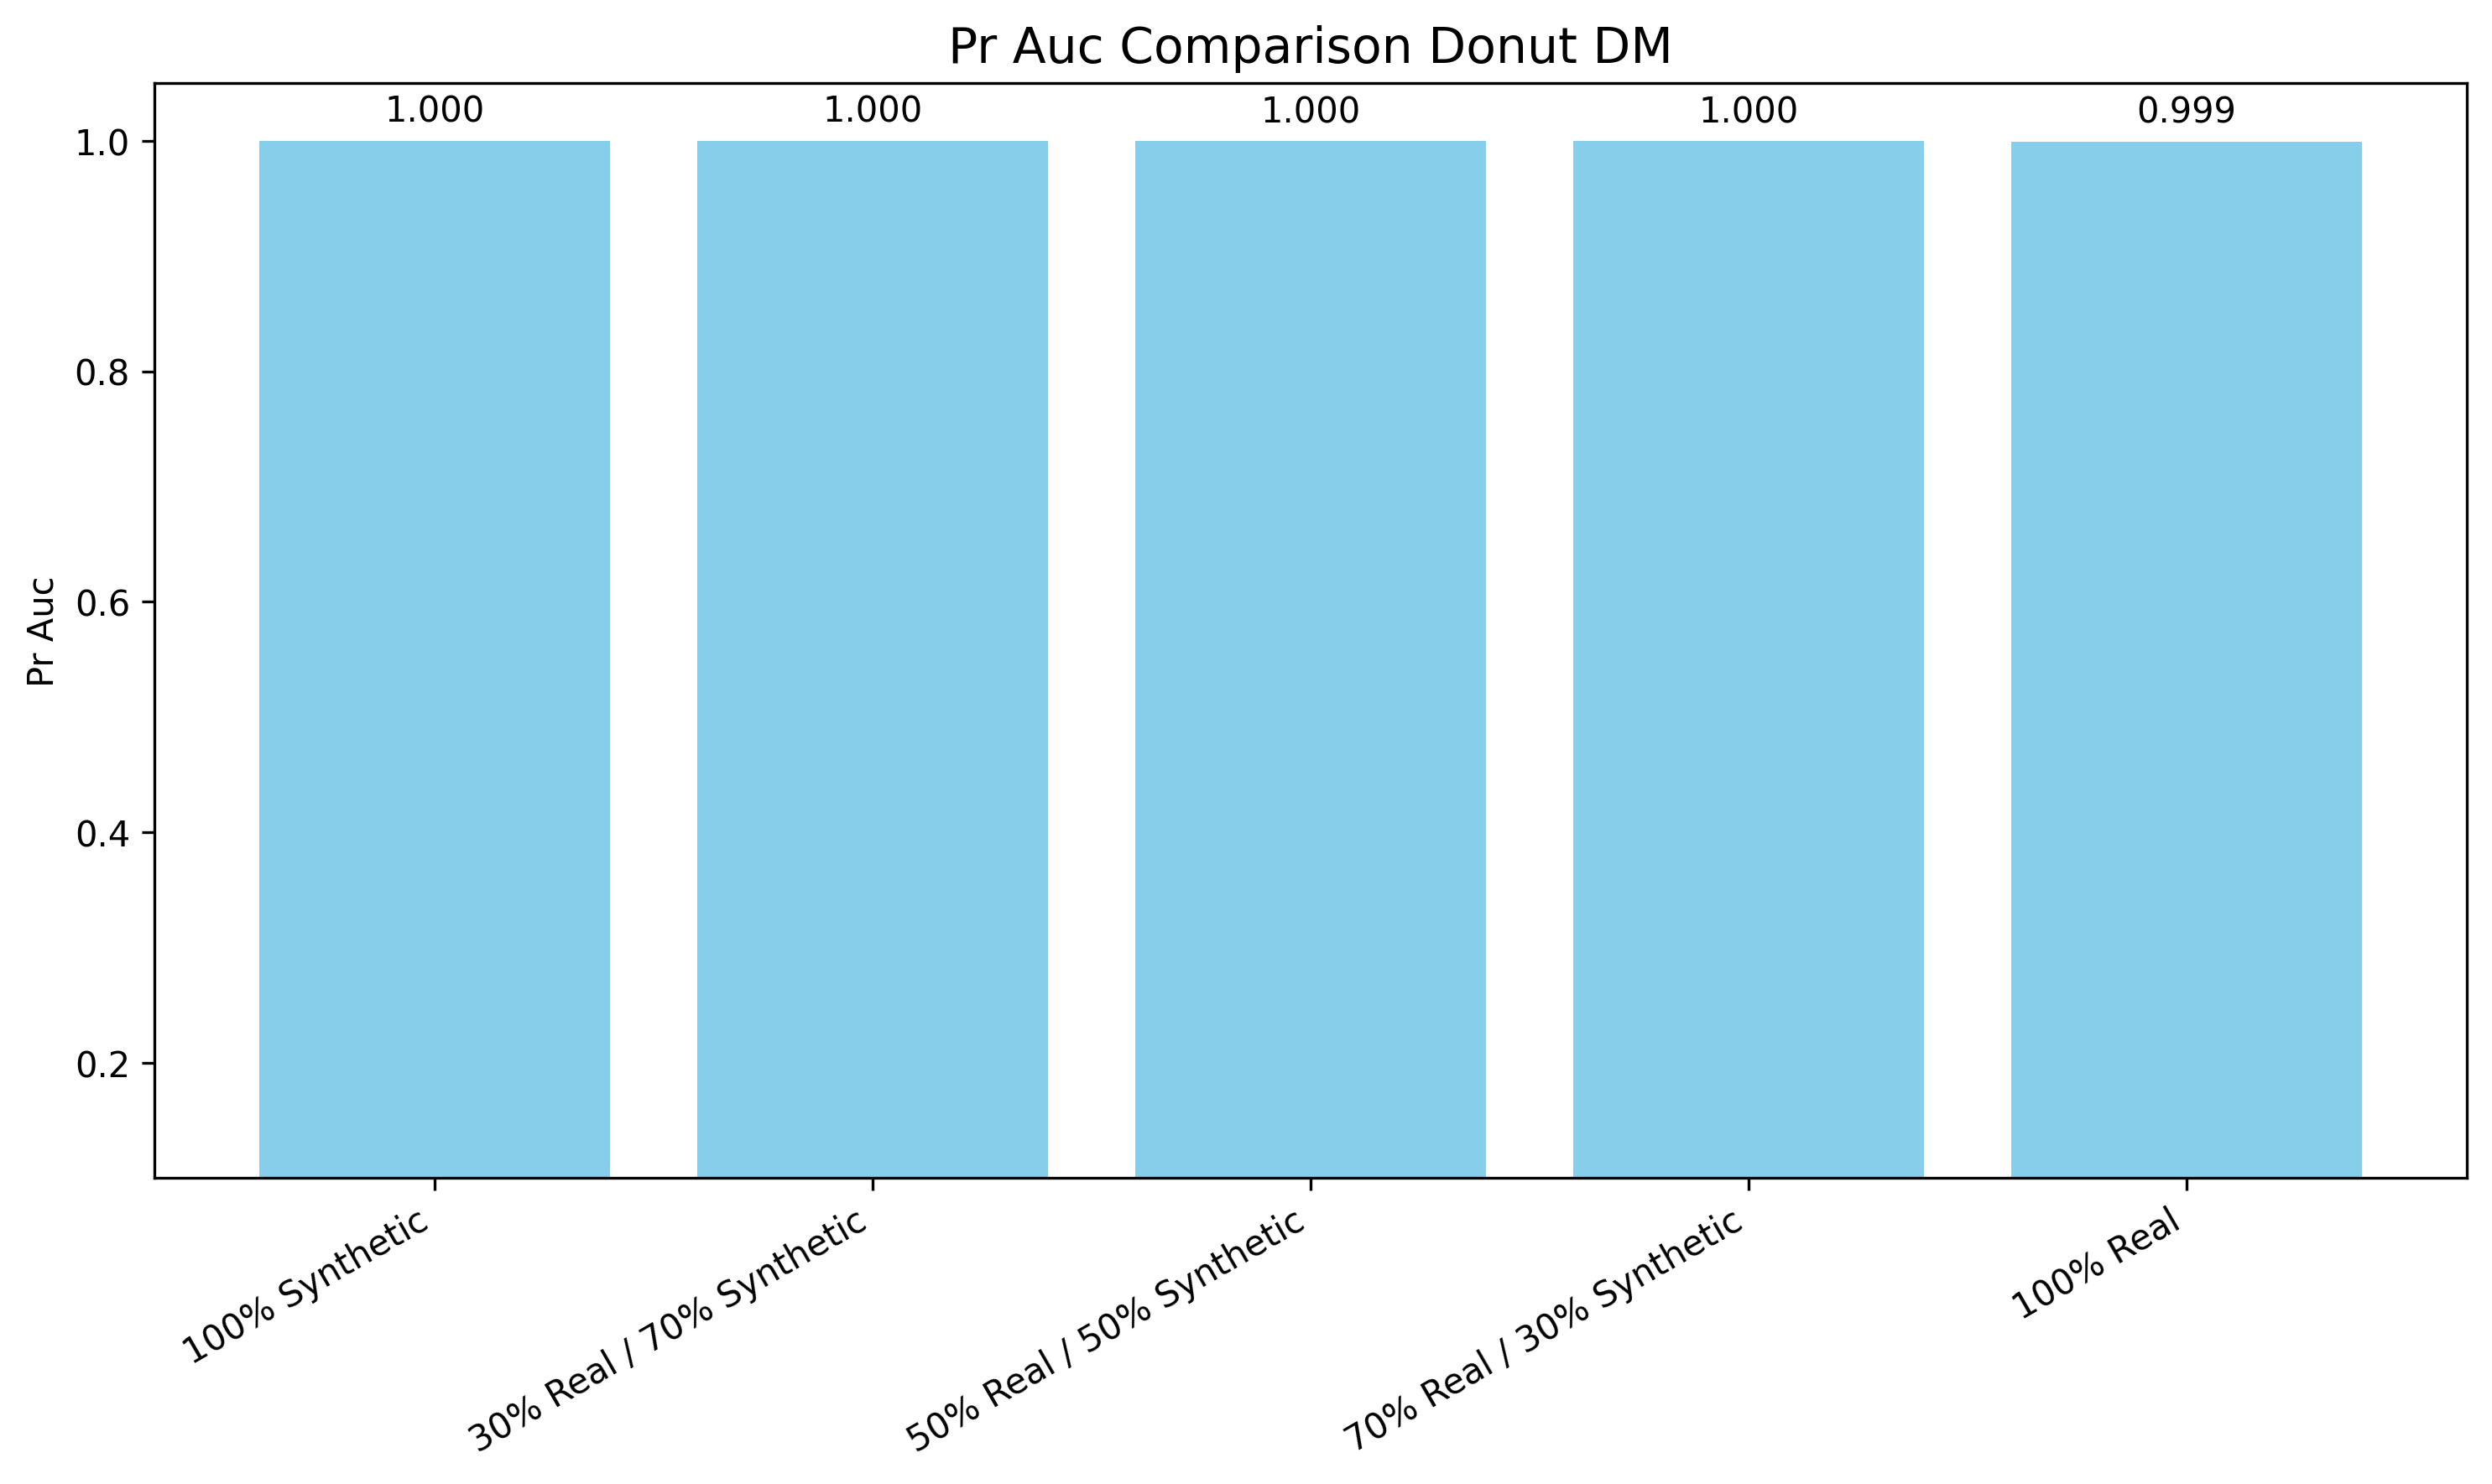 Pr Auc Comparison Donut DM
1.000
1.000
1.000
1.000
0.999
1.0
0.8
0.6
0.4
0.2
Pr Auc
100% Synthetic
30% Real / 70% Synthetic
50% Real / 50% Synthetic
70% Real / 30% Synthetic
100% Real